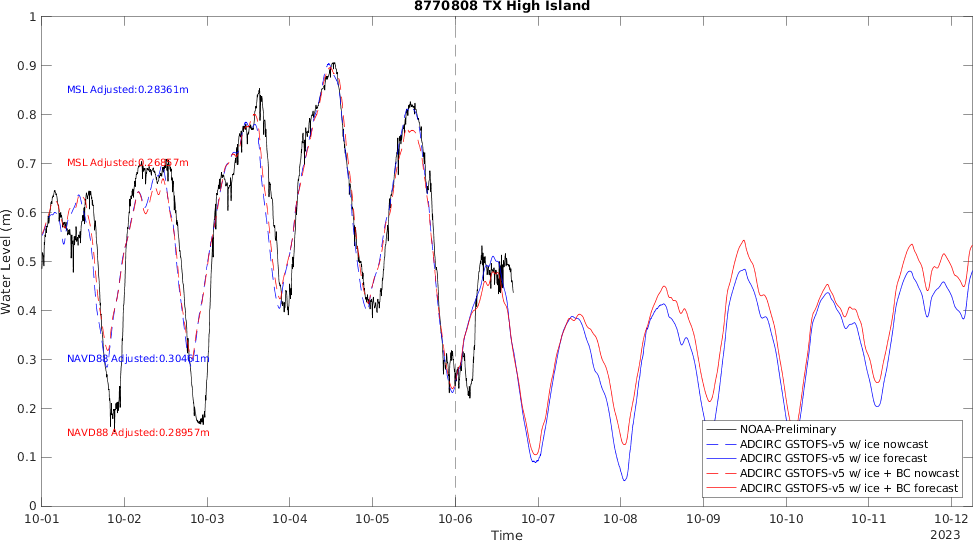 8770808 TX High Island
Water Level (m)
1
0.9
0.8
0.7
0.6
0.5
0.4
0.3
0.2
0.1
0
MSL Adjusted:0.28361m
MSL Adjusted:0.26857m
NAVD88 Adjusted:0.30461m
NAVD88 Adjusted:0.28957m
NOAA-Preliminary
ADCIRC GSTOFS-v5 w/ ice nowcast
ADCIRC GSTOFS-v5 w/ ice forecast
ADCIRC GSTOFS-v5 w/ ice + BC nowcast
ADCIRC GSTOFS-v5 w/ ice + BC forecast
10-01 10-02 10-03 10-04 10-05 10-06 10-07 10-08 10-09 10-10 10-11 10-12
Time
2023